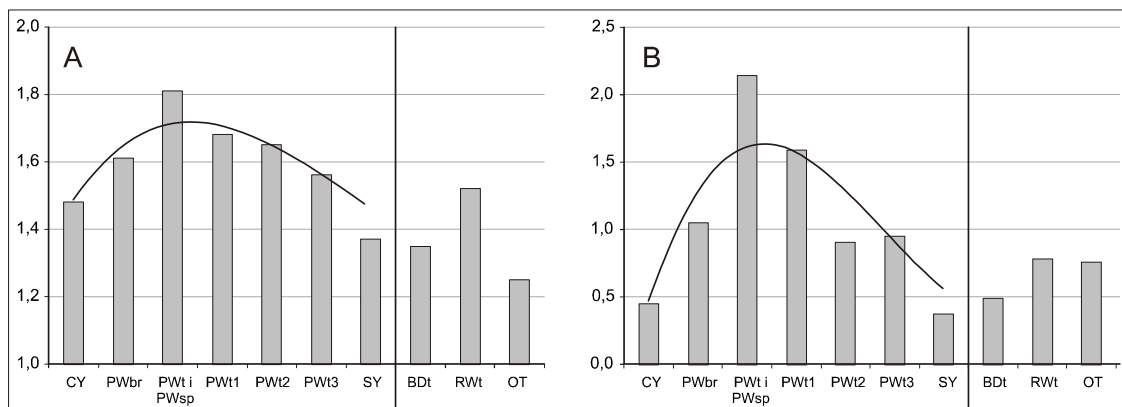 A
2,0
1,8
1,6
1,4
1,2
1,0
CY PWbr PWt i PWt1 PWt2 PWt3 SY BDt RWt OT
PWsp
B
2,5
2,0
1,5
1,0
0,5
0,0
CY PWbr PWt i PWt1 PWt2 PWt3 SY BDt RWt OT
PWsp